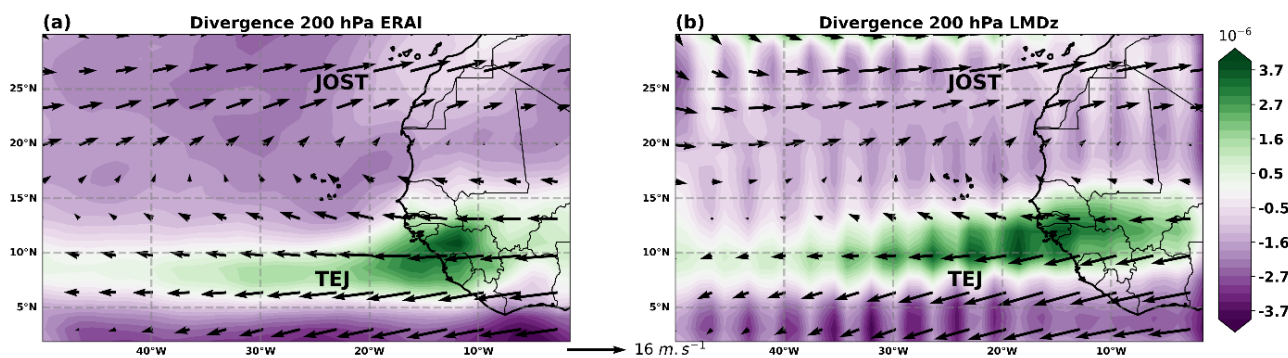 (a) Divergence 200 hPa ERAI
25°N
20°N
15°N
10°N
5°N
JOST
TEJ
40°W 30°W 20°W 10°W
(b) Divergence 200 hPa LMDz
25°N
20°N
15°N
10°N
5°N
JOST
TEJ
40°W 30°W 20°W 10°W
16 m.s⁻¹
10⁻⁶
3.7
2.7
1.6
0.5
-0.5
-1.6
-2.7
-3.7